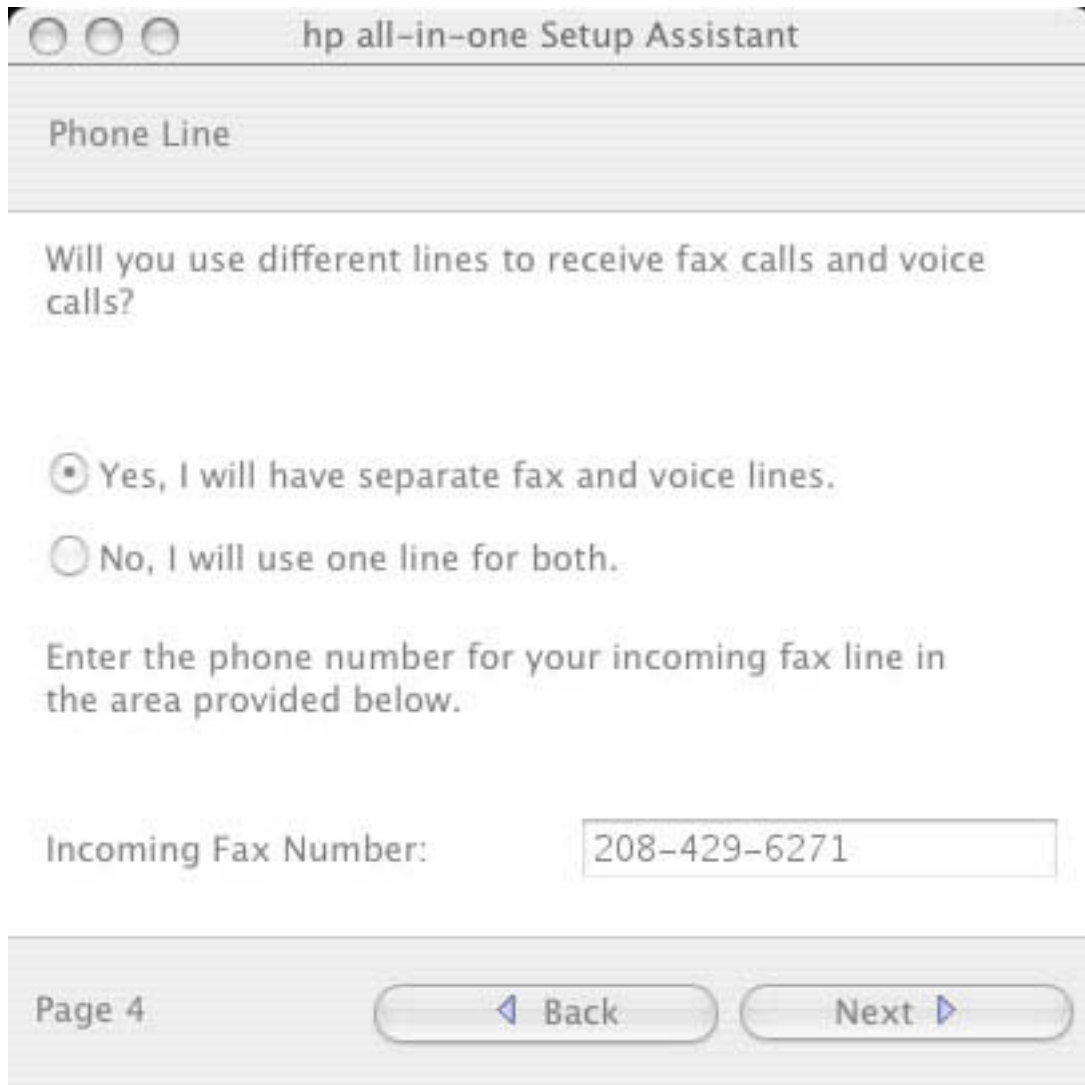 hp all-in-one Setup Assistant
Phone Line
Will you use different lines to receive fax calls and voice
calls?
Yes, I will have separate fax and voice lines.
No, I will use one line for both.
Enter the phone number for your incoming fax line in
the area provided below.
Incoming Fax Number: 208-429-6271
Page 4 Back Next